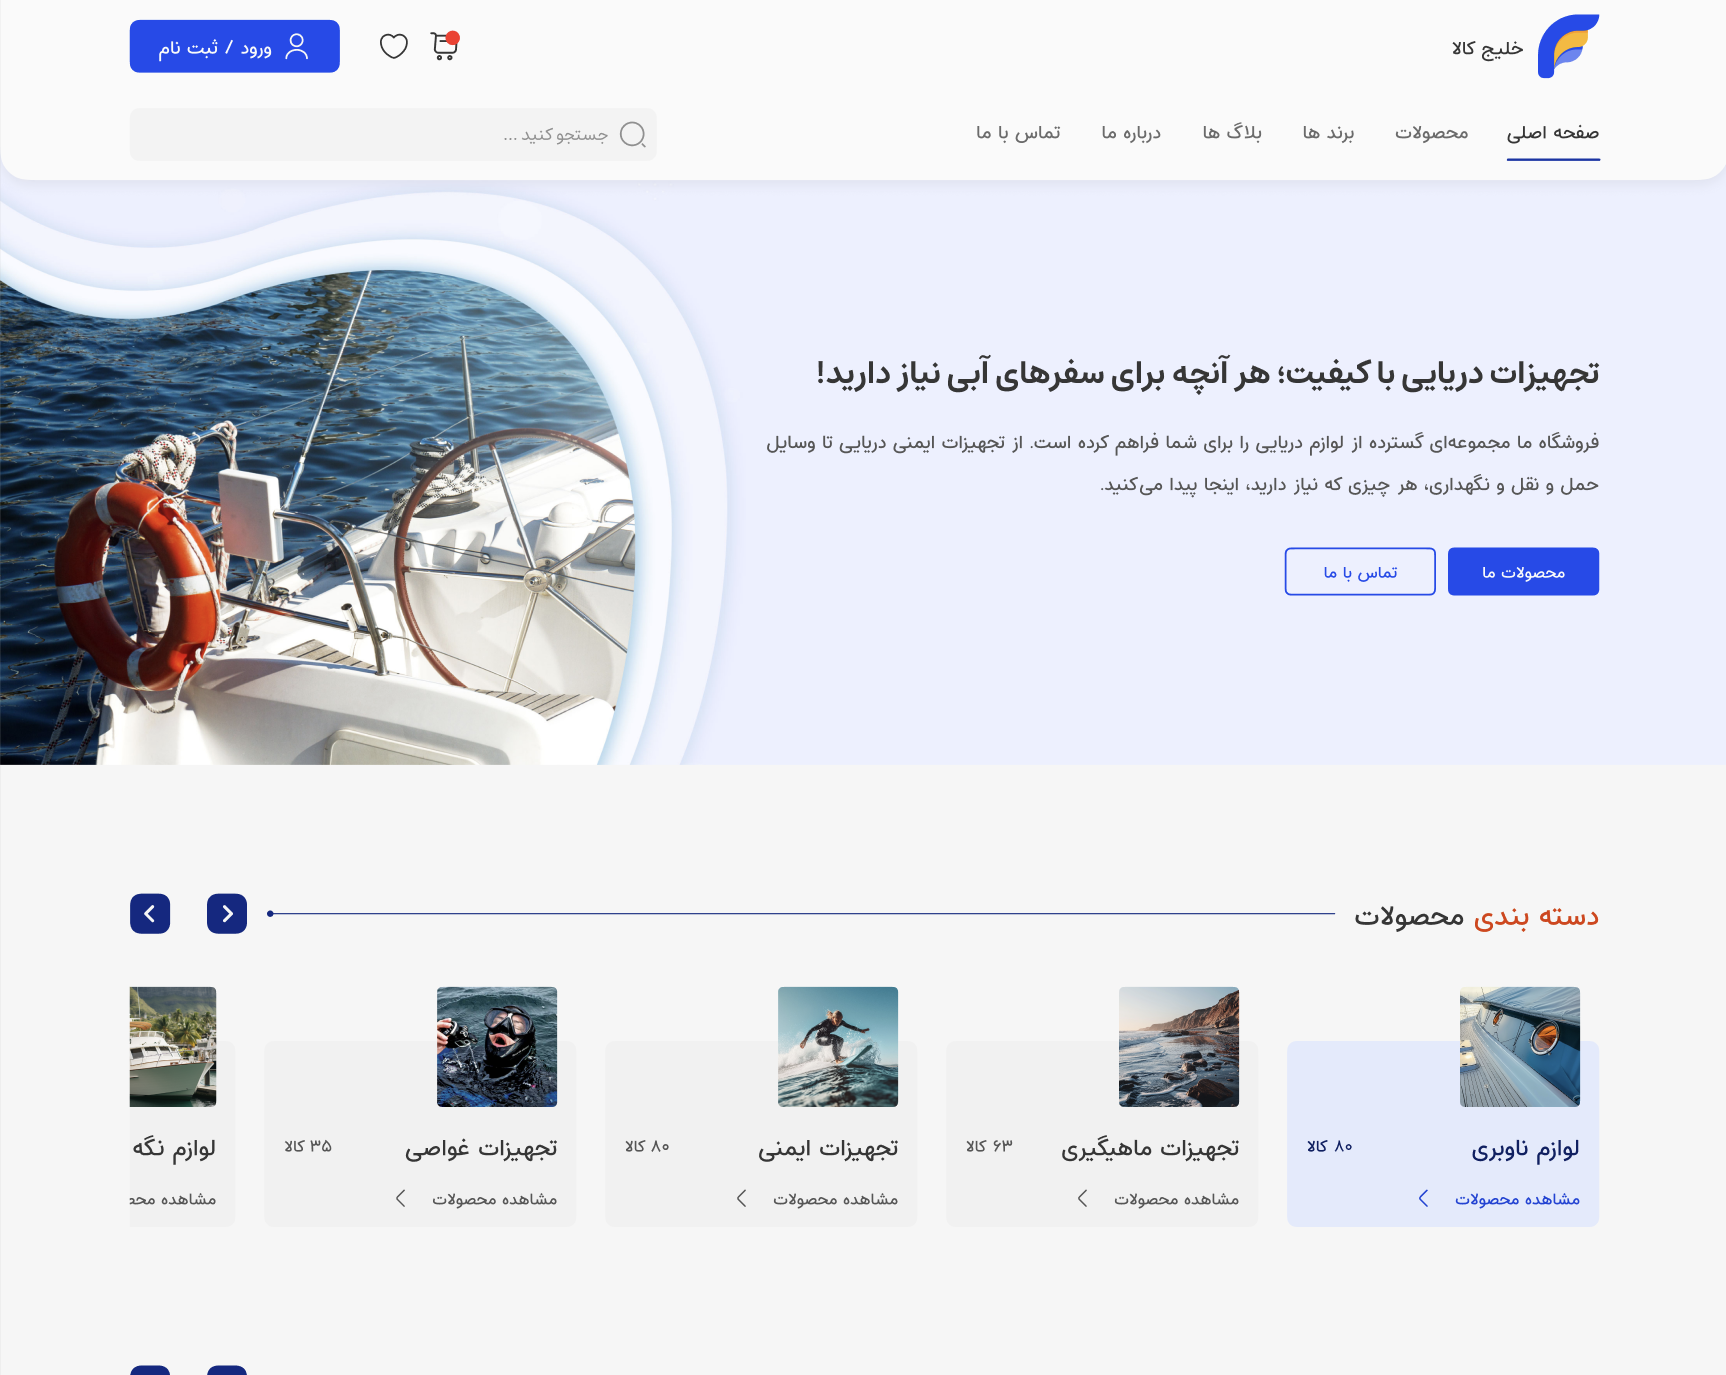 خلیج کالا
ورود / ثبت نام
صفحه اصلی
محصولات
برند ها
بلاگ ها
درباره ما
تماس با ما
جستجو کنید ...
تجهیزات دریایی با کیفیت؛ هر آنچه برای سفرهای آبی نیاز دارید!
فروشگاه ما مجموعه‌ای گسترده از لوازم دریایی را برای شما فراهم کرده است. از تجهیزات ایمنی دریایی تا وسایل
حمل و نقل و نگهداری، هر چیزی که نیاز دارید، اینجا پیدا می‌کنید.
محصولات ما
تماس با ما
دسته بندی محصولات
لوازم ناوبری
۸۰ کالا
مشاهده محصولات
تجهیزات ماهیگیری
۶۳ کالا
مشاهده محصولات
تجهیزات ایمنی
۸۰ کالا
مشاهده محصولات
تجهیزات غواصی
۳۵ کالا
مشاهده محصولات
لوازم نگه
مشاهده